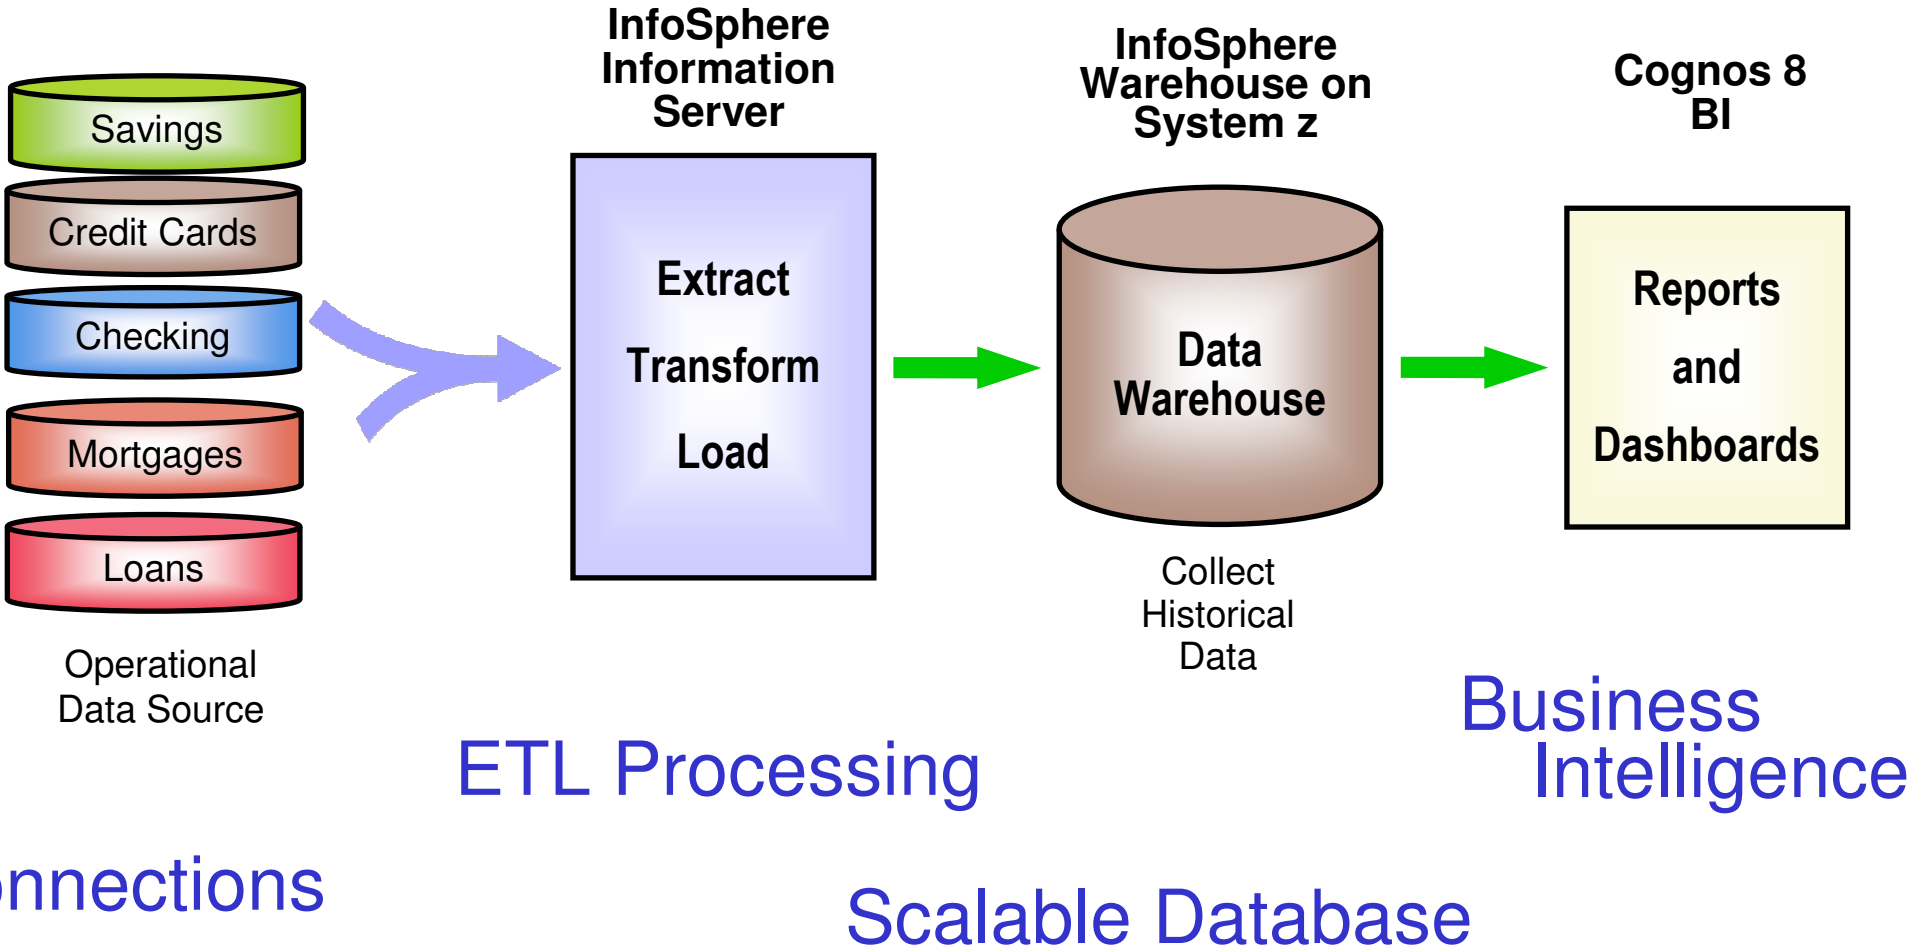 InfoSphere
Information
Server
InfoSphere
Warehouse on
System z
Cognos 8
BI
Savings
Credit Cards
Checking
Mortgages
Loans
Operational
Data Source
Extract
Transform
Load
Data
Warehouse
Collect
Historical
Data
Reports
and
Dashboards
Business
Intelligence
ETL Processing
onnections
Scalable Database